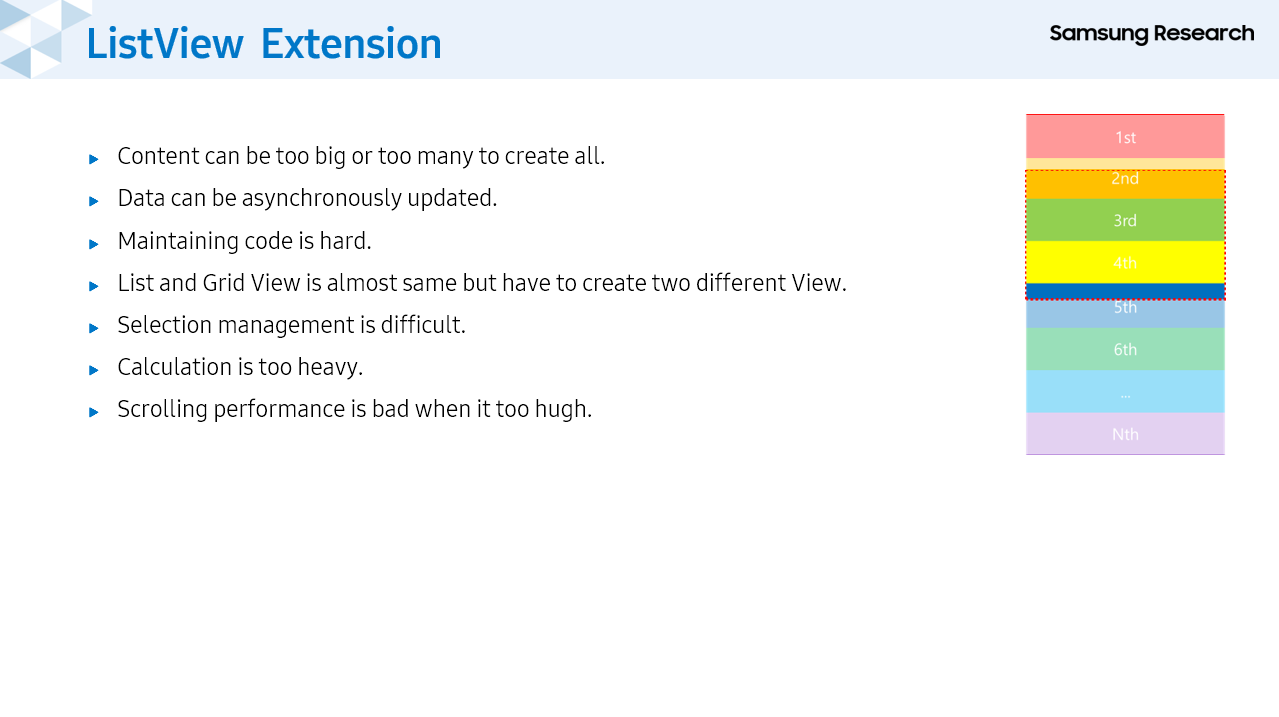 ListView Extension
Samsung Research
Content can be too big or too many to create all.
Data can be asynchronously updated.
Maintaining code is hard.
List and Grid View is almost same but have to create two different View.
Selection management is difficult.
Calculation is too heavy.
Scrolling performance is bad when it too hugh.
1st
2nd
3rd
4th
5th
6th
...
Nth